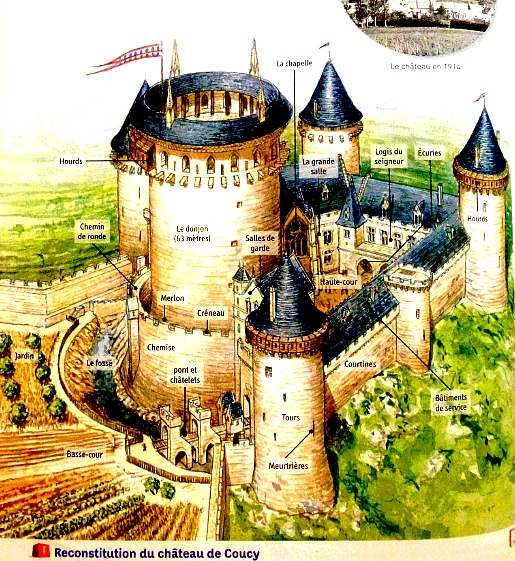 Le château en 1914
La chapelle
Hourds
La grande
salle
Logis du
seigneur
Écuries
Hourds
Chemin
de ronde
Le donjon
(63 mètres)
Salles de
garde
Haute-cour
Merlon
Créneau
Chemise
Jardin
Le fossé
pont et
châtelets
Courtines
Bâtiments
de service
Tours
Basse-cour
Meurtrières
Reconstitution du château de Coucy